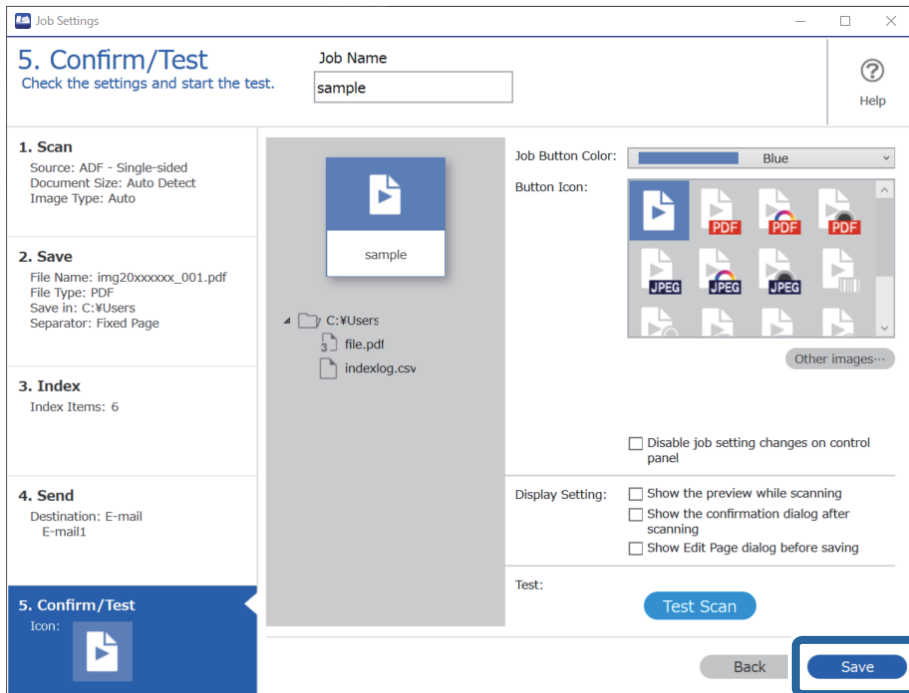 Job Settings
5. Confirm/Test
Check the settings and start the test.
Job Name
sample
Help
1. Scan
Source: ADF - Single-sided
Document Size: Auto Detect
Image Type: Auto
2. Save
File Name: img20xxxxxx_001.pdf
File Type: PDF
Save in: C:¥Users
Separator: Fixed Page
3. Index
Index Items: 6
4. Send
Destination: E-mail
E-mail1
5. Confirm/Test
Icon:
sample
C:¥Users
3 file.pdf
indexlog.csv
Job Button Color: Blue
Button Icon:
PDF PDF PDF
JPEG JPEG JPEG
Other images···
Disable job setting changes on control
panel
Display Setting: Show the preview while scanning
Show the confirmation dialog after
scanning
Show Edit Page dialog before saving
Test:
Test Scan
Back Save